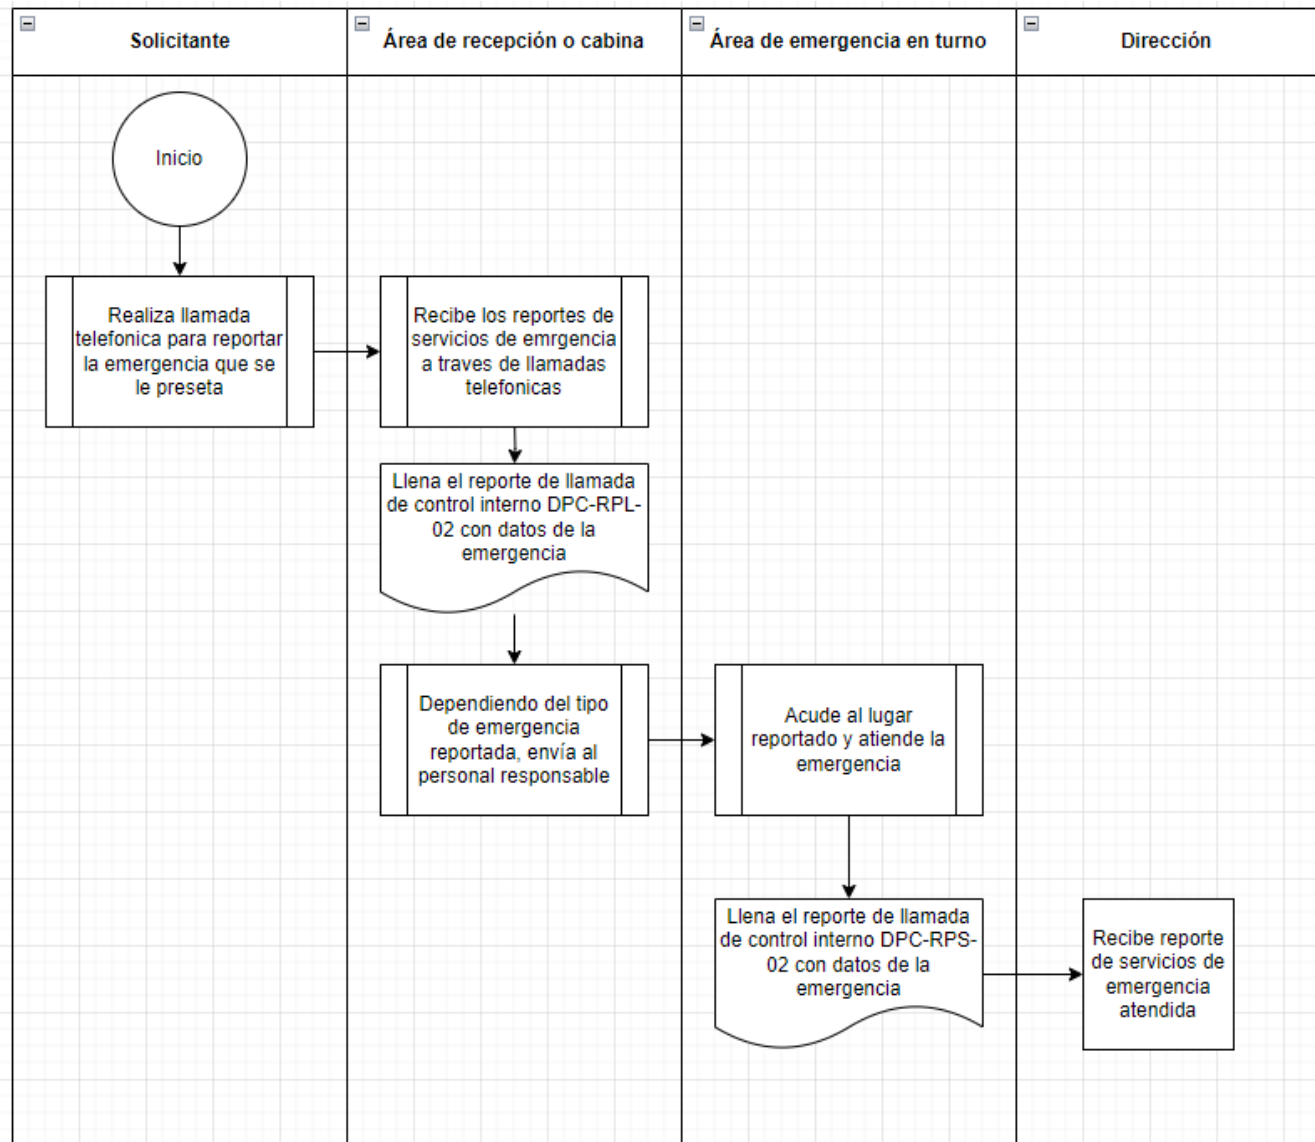 Solicitante
Área de recepción o cabina
Área de emergencia en turno
Dirección
Inicio
Realiza llamada
telefonica para reportar
la emergencia que se
le preseta
Recibe los reportes de
servicios de emrgencia
a traves de llamadas
telefonicas
Llena el reporte de llamada
de control interno DPC-RPL-
02 con datos de la
emergencia
Dependiendo del tipo
de emergencia
reportada, envía al
personal responsable
Acude al lugar
reportado y atiende la
emergencia
Llena el reporte de llamada
de control interno DPC-RPS-
02 con datos de la
emergencia
Recibe reporte
de servicios de
emergencia
atendida